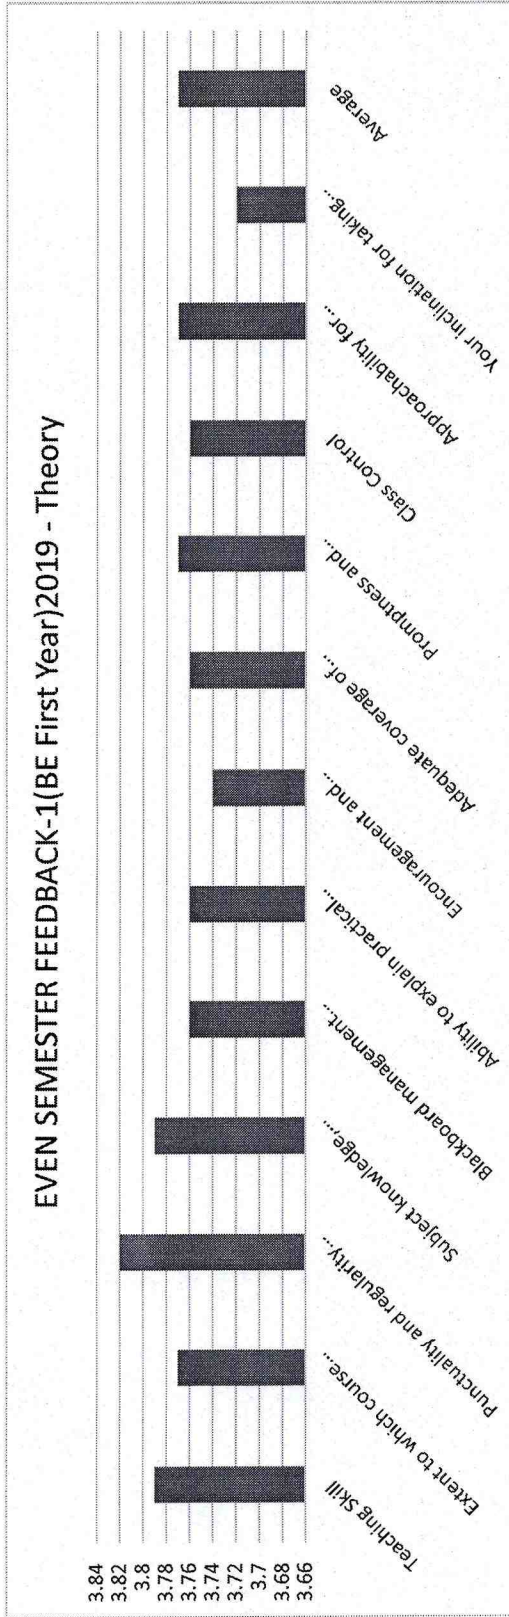 EVEN SEMESTER FEEDBACK-1(BE First Year)2019 - Theory
3.84
3.82
3.8
3.78
3.76
3.74
3.72
3.7
3.68
3.66
Teaching Skill
Extent to which course...
Punctuality and regularity...
Subject knowledge,...
Blackboard management...
Ability to explain practical...
Encouragement and...
Adequate coverage of...
Promptness and...
Class Control
Approachability for...
Your inclination for taking...
Average